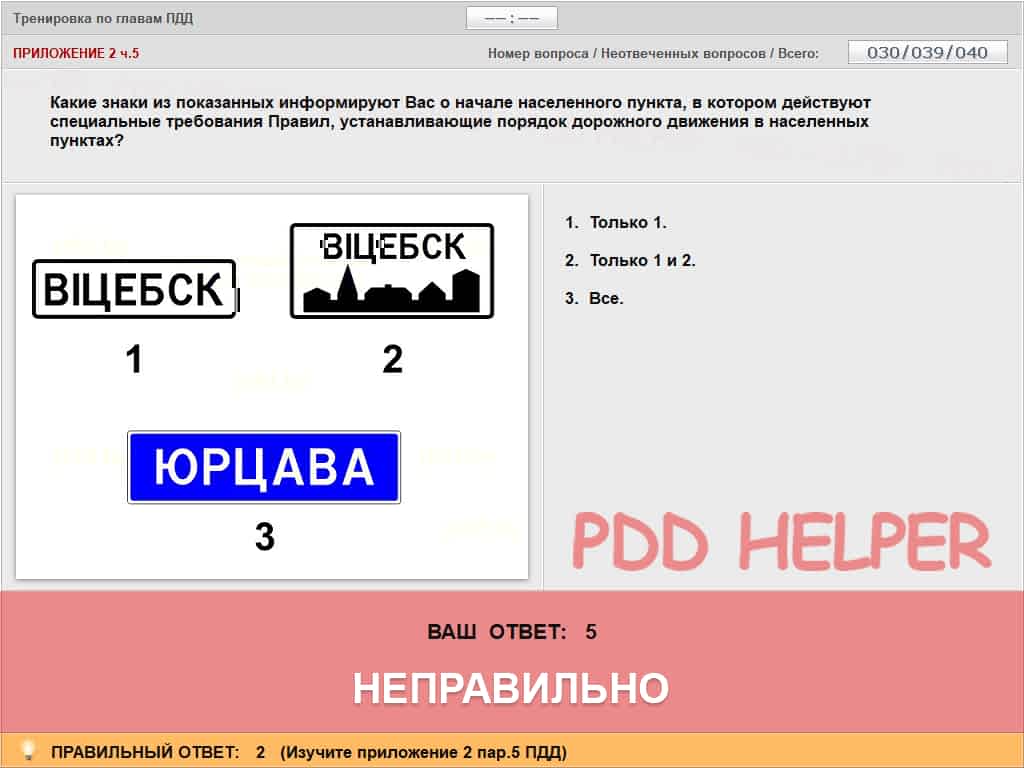 Тренировка по главам ПДД
—— : ——
ПРИЛОЖЕНИЕ 2 ч.5
Номер вопроса / Неотвеченных вопросов / Всего:
030/039/040
Какие знаки из показанных информируют Вас о начале населенного пункта, в котором действуют
специальные требования Правил, устанавливающие порядок дорожного движения в населенных
пунктах?
ВІЦЕБСК
1
ВІЦЕБСК
2
ЮРЦАВА
3
1. Только 1.
2. Только 1 и 2.
3. Все.
PDD HELPER
ВАШ ОТВЕТ: 5
НЕПРАВИЛЬНО
ПРАВИЛЬНЫЙ ОТВЕТ: 2 (Изучите приложение 2 пар.5 ПДД)